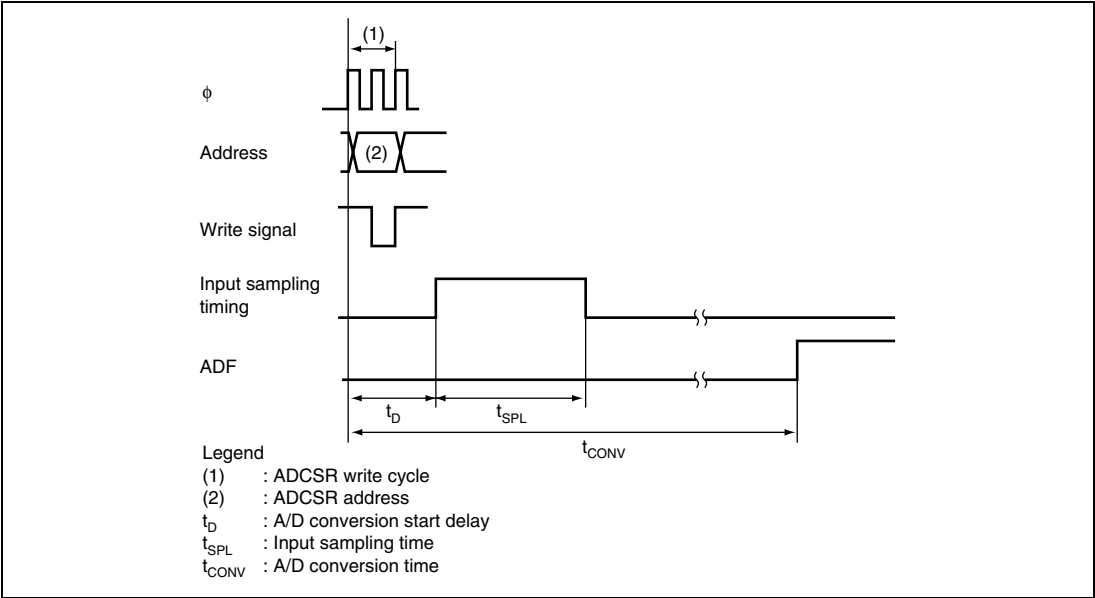 (1)
ϕ
Address
(2)
Write signal
Input sampling
timing
ADF
tD
tSPL
tCONV
Legend
(1) : ADCSR write cycle
(2) : ADCSR address
tD : A/D conversion start delay
tSPL : Input sampling time
tCONV : A/D conversion time